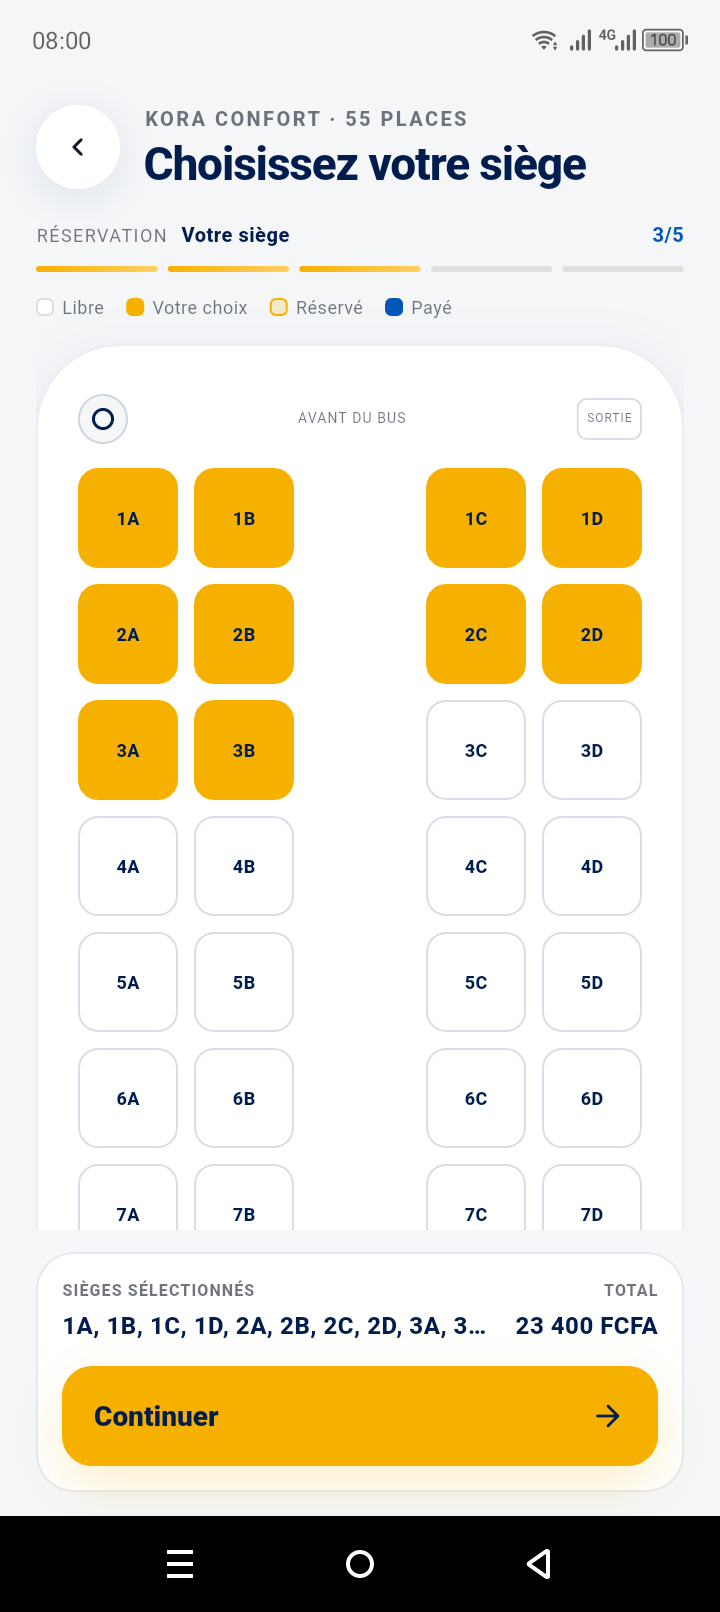 08:00 4G 100
KORA CONFORT · 55 PLACES
Choisissez votre siège
RÉSERVATION Votre siège 3/5
Libre Votre choix Réservé Payé
AVANT DU BUS SORTIE
1A 1B 1C 1D
2A 2B 2C 2D
3A 3B 3C 3D
4A 4B 4C 4D
5A 5B 5C 5D
6A 6B 6C 6D
7A 7B 7C 7D
SIÈGES SÉLECTIONNÉS TOTAL
1A, 1B, 1C, 1D, 2A, 2B, 2C, 2D, 3A, 3... 23 400 FCFA
Continuer